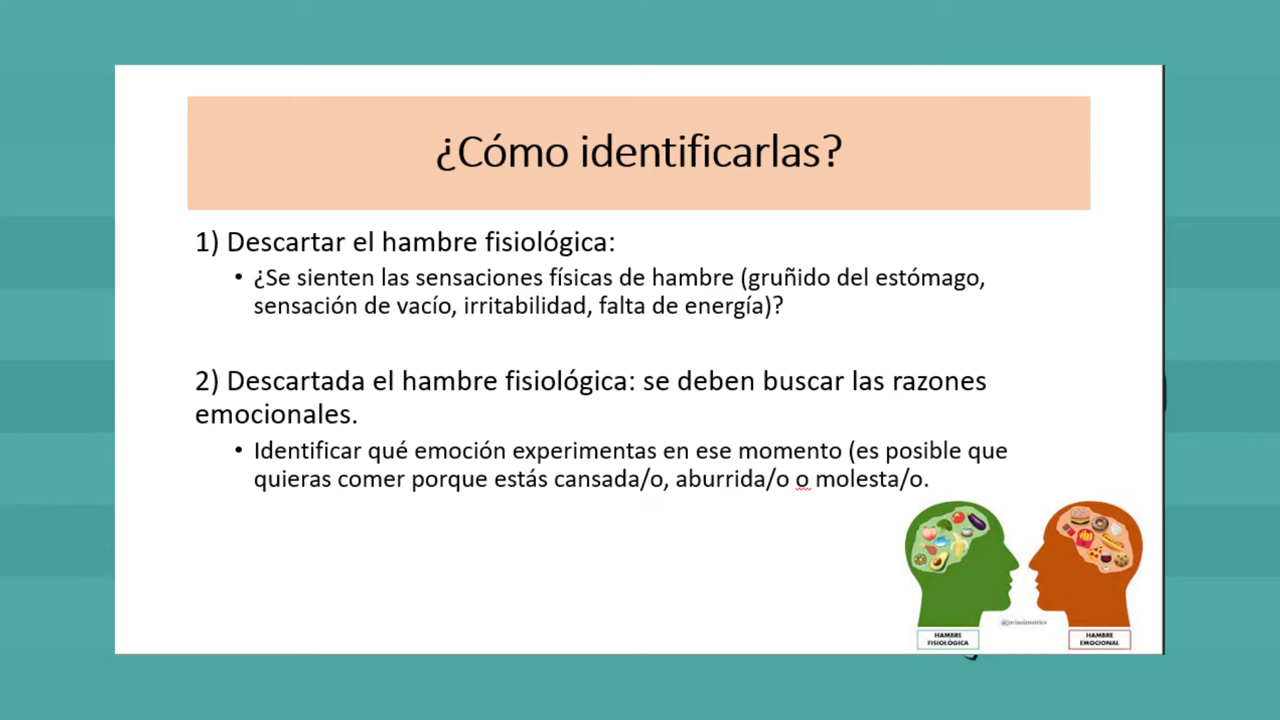 ¿Cómo identificarlas?
1) Descartar el hambre fisiológica:
• ¿Se sienten las sensaciones físicas de hambre (gruñido del estómago,
sensación de vacío, irritabilidad, falta de energía)?
2) Descartada el hambre fisiológica: se deben buscar las razones
emocionales.
• Identificar qué emoción experimentas en ese momento (es posible que
quieras comer porque estás cansada/o, aburrida/o o molesta/o.
HAMBRE
FISIOLÓGICA
HAMBRE
EMOCIONAL